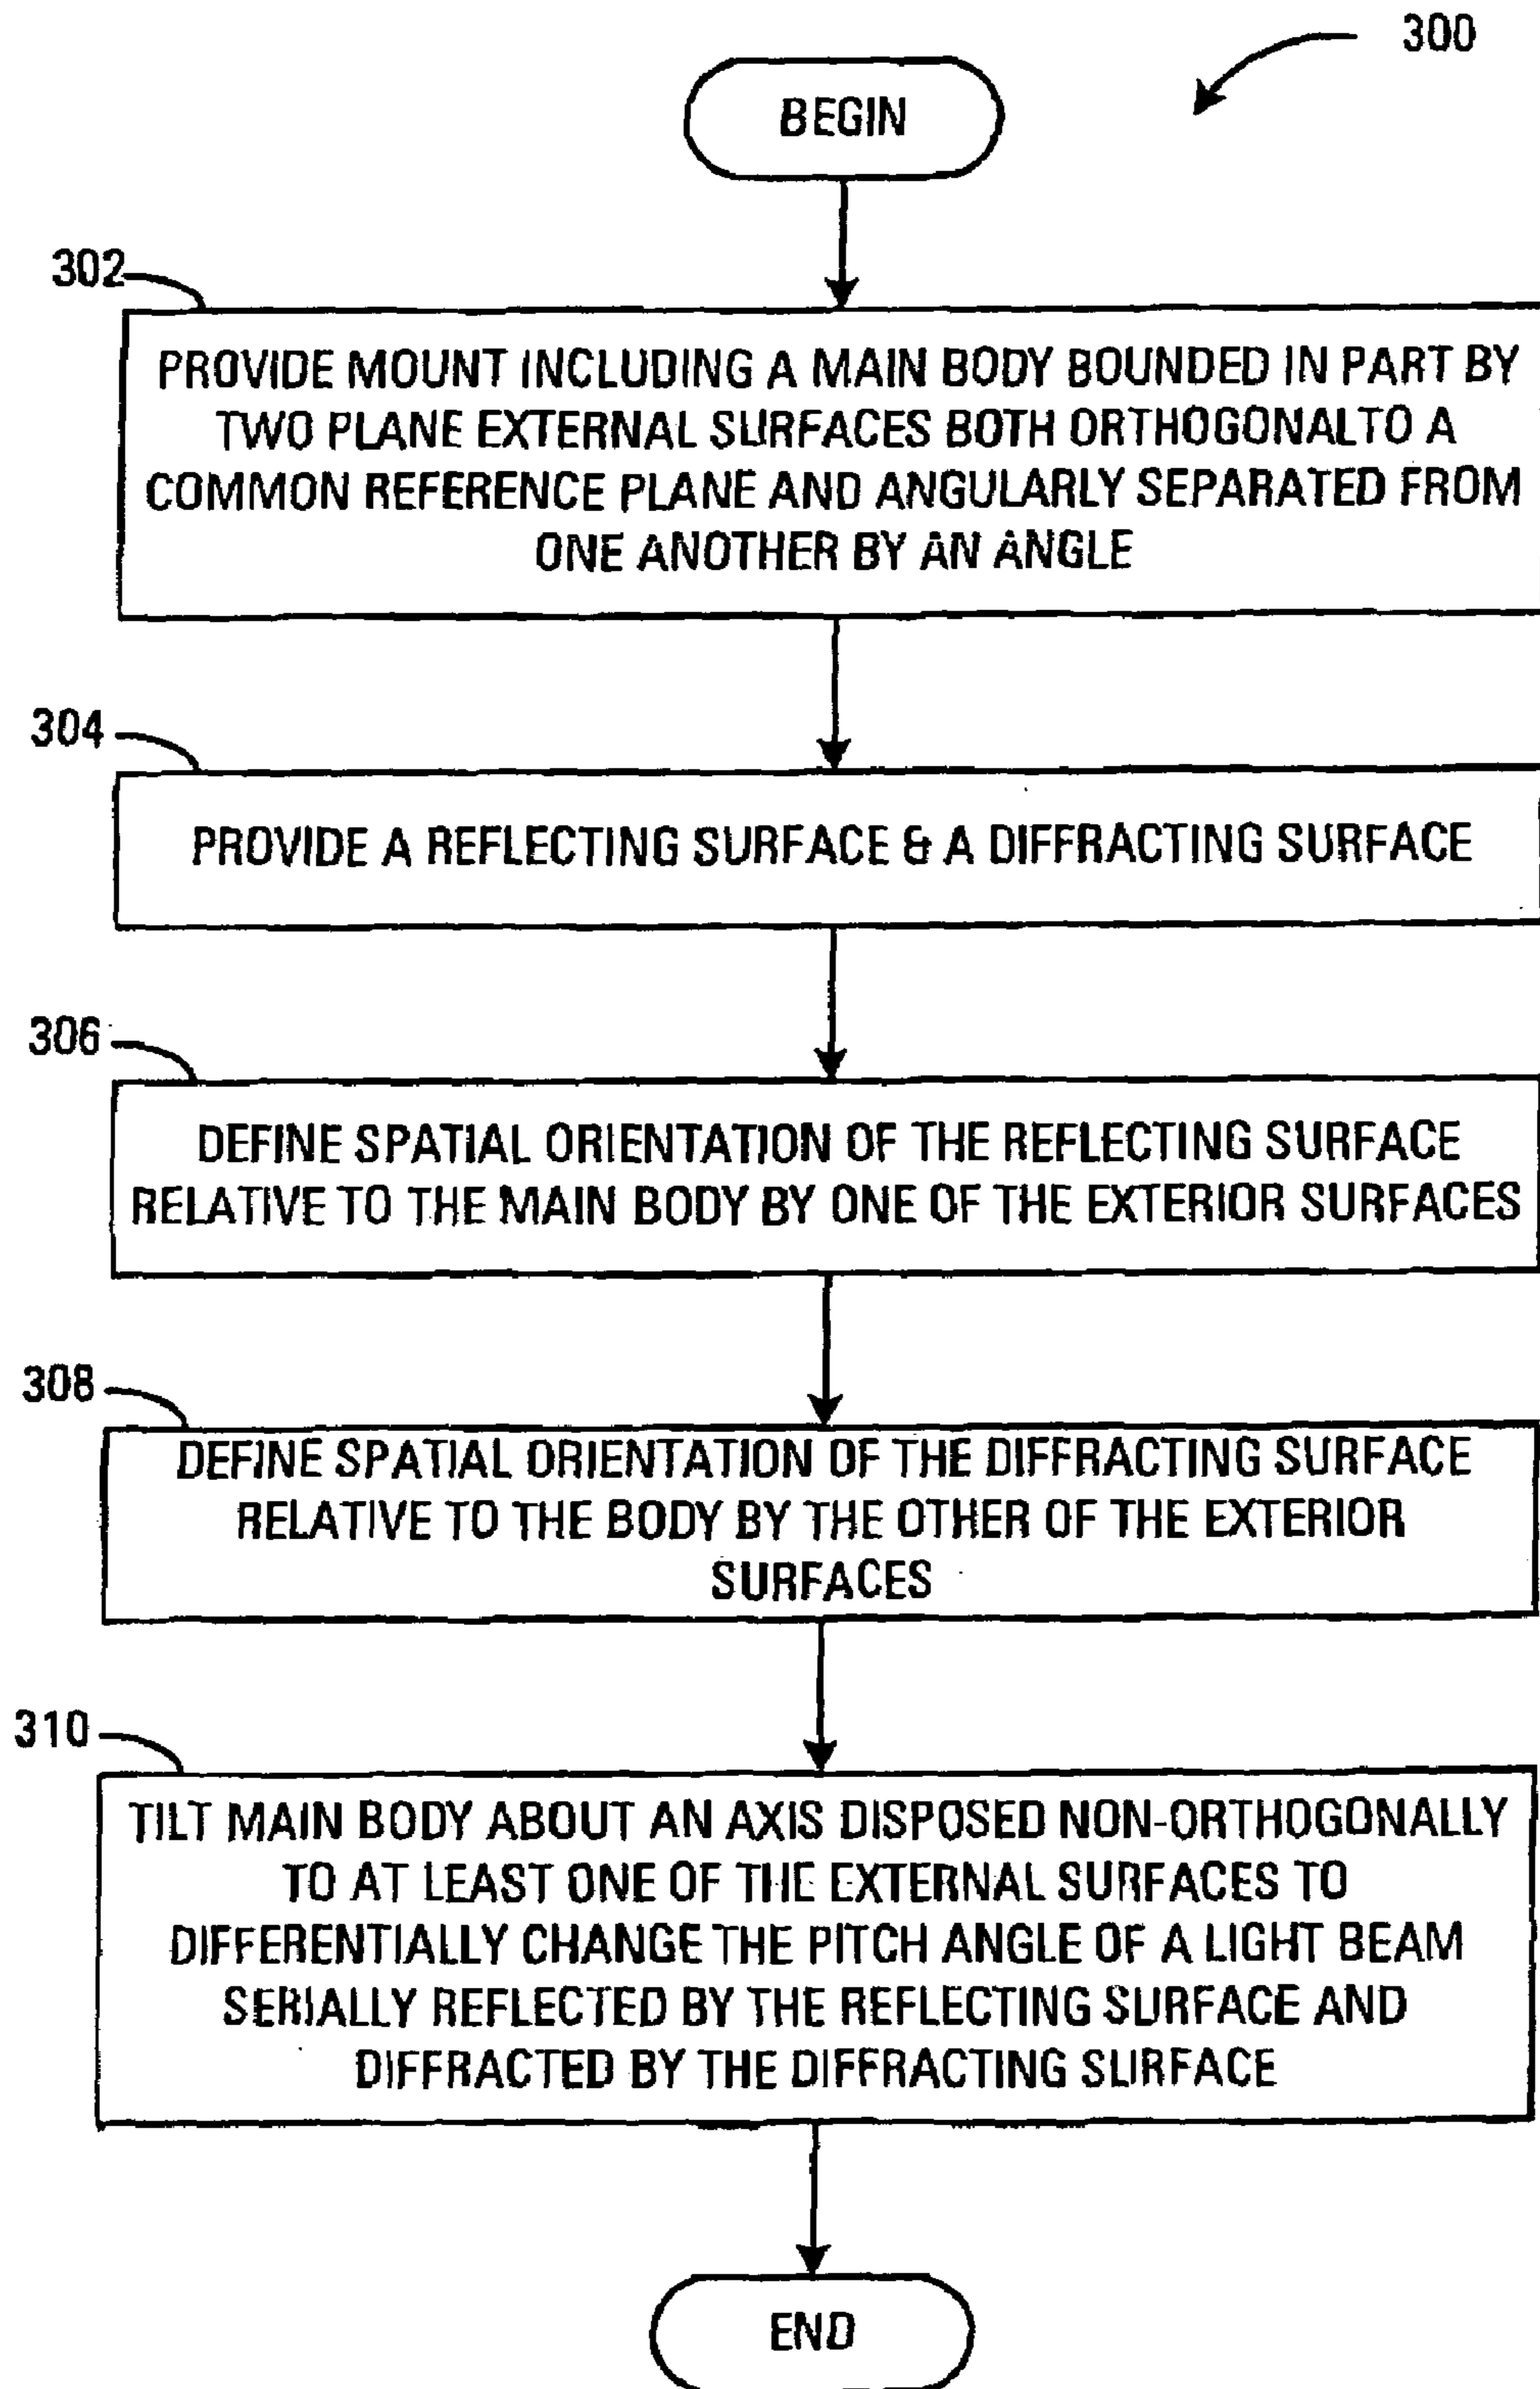 300
BEGIN
302
PROVIDE MOUNT INCLUDING A MAIN BODY BOUNDED IN PART BY
TWO PLANE EXTERNAL SURFACES BOTH ORTHOGONALTO A
COMMON REFERENCE PLANE AND ANGULARLY SEPARATED FROM
ONE ANOTHER BY AN ANGLE
304
PROVIDE A REFLECTING SURFACE & A DIFFRACTING SURFACE
306
DEFINE SPATIAL ORIENTATION OF THE REFLECTING SURFACE
RELATIVE TO THE MAIN BODY BY ONE OF THE EXTERIOR SURFACES
308
DEFINE SPATIAL ORIENTATION OF THE DIFFRACTING SURFACE
RELATIVE TO THE BODY BY THE OTHER OF THE EXTERIOR
SURFACES
310
TILT MAIN BODY ABOUT AN AXIS DISPOSED NON-ORTHOGONALLY
TO AT LEAST ONE OF THE EXTERNAL SURFACES TO
DIFFERENTIALLY CHANGE THE PITCH ANGLE OF A LIGHT BEAM
SERIALLY REFLECTED BY THE REFLECTING SURFACE AND
DIFFRACTED BY THE DIFFRACTING SURFACE
END